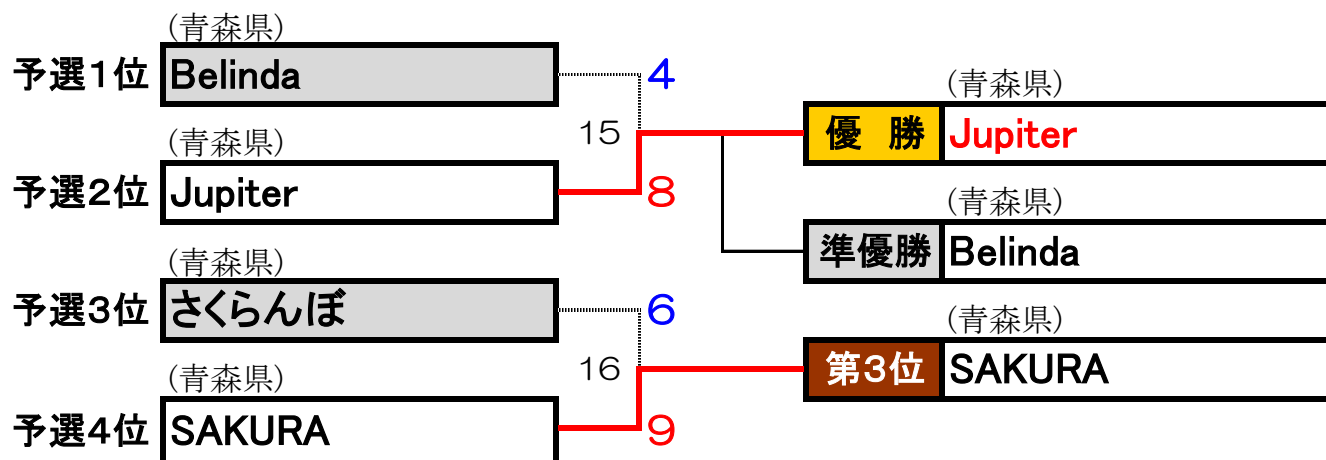 (青森県)
予選1位 Belinda 4
15
(青森県)
予選2位 Jupiter 8
(青森県)
予選3位 さくらんぼ 6
16
(青森県)
予選4位 SAKURA 9
(青森県)
優 勝 Jupiter
(青森県)
準優勝 Belinda
(青森県)
第3位 SAKURA